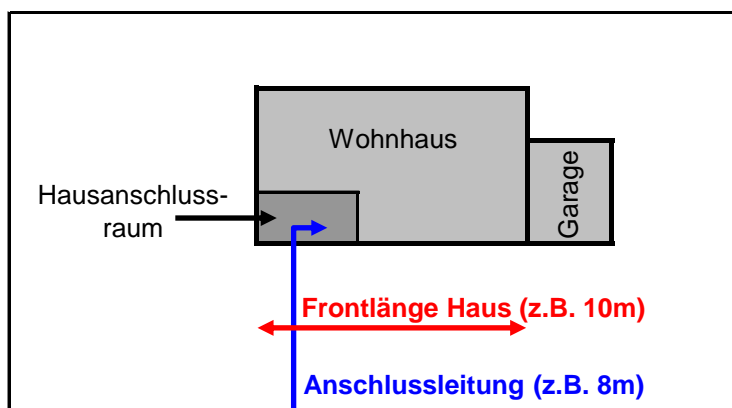 Wohnhaus
Garage
Hausanschluss-
raum
Frontlänge Haus (z.B. 10m)
Anschlussleitung (z.B. 8m)